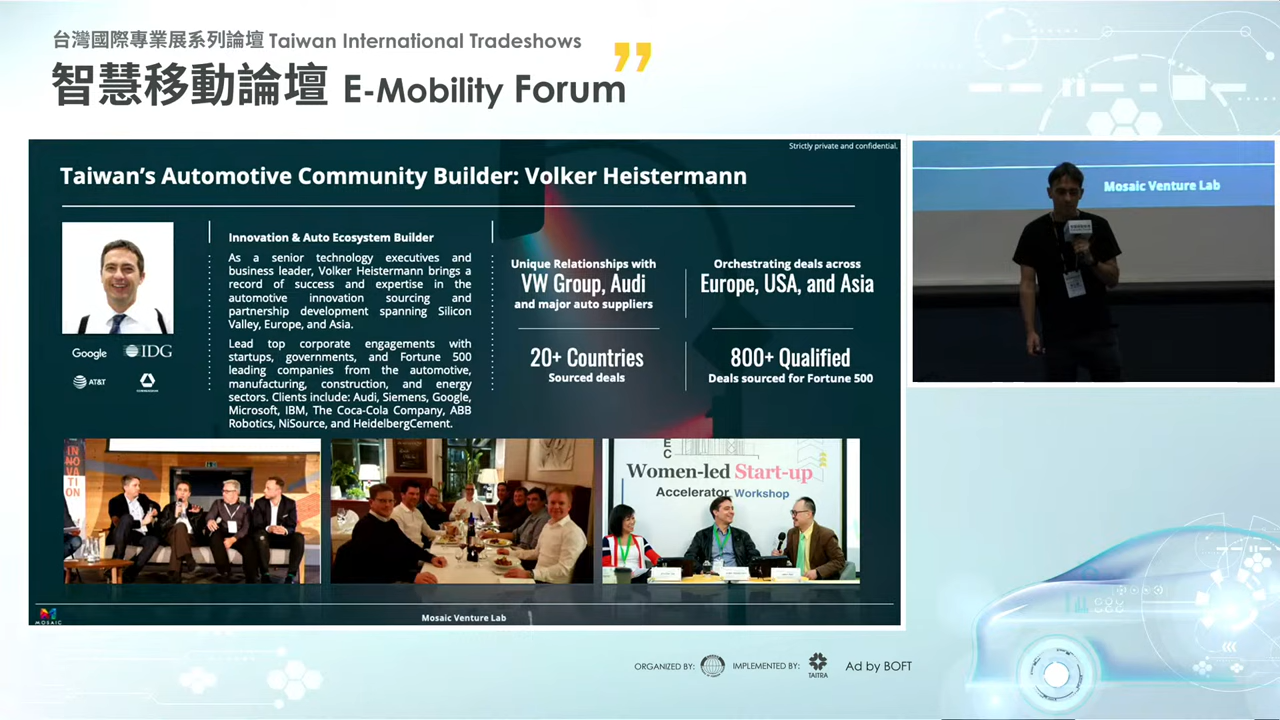 台灣國際專業展系列論壇 Taiwan International Tradeshows
智慧移動論壇 E-Mobility Forum
Strictly private and confidential.
Taiwan's Automotive Community Builder: Volker Heistermann
Google
IDG
AT&T
Innovation & Auto Ecosystem Builder
As a senior technology executives and
business leader, Volker Heistermann brings a
record of success and expertise in the
automotive innovation sourcing and
partnership development spanning Silicon
Valley, Europe, and Asia.
Lead top corporate engagements with
startups, governments, and Fortune 500
leading companies from the automotive,
manufacturing, construction, and energy
sectors. Clients include: Audi, Siemens, Google,
Microsoft, IBM, The Coca-Cola Company, ABB
Robotics, NiSource, and HeidelbergCement.
Unique Relationships with
VW Group, Audi
and major auto suppliers
Orchestrating deals across
Europe, USA, and Asia
20+ Countries
Sourced deals
800+ Qualified
Deals sourced for Fortune 500
INNO
VA
TI
ON
EC
Women-led Start-up
Accelerator Workshop
MOSAIC
Mosaic Venture Lab
Mosaic Venture Lab
ORGANIZED BY:
IMPLEMENTED BY:
TAITRA
Ad by BOFT